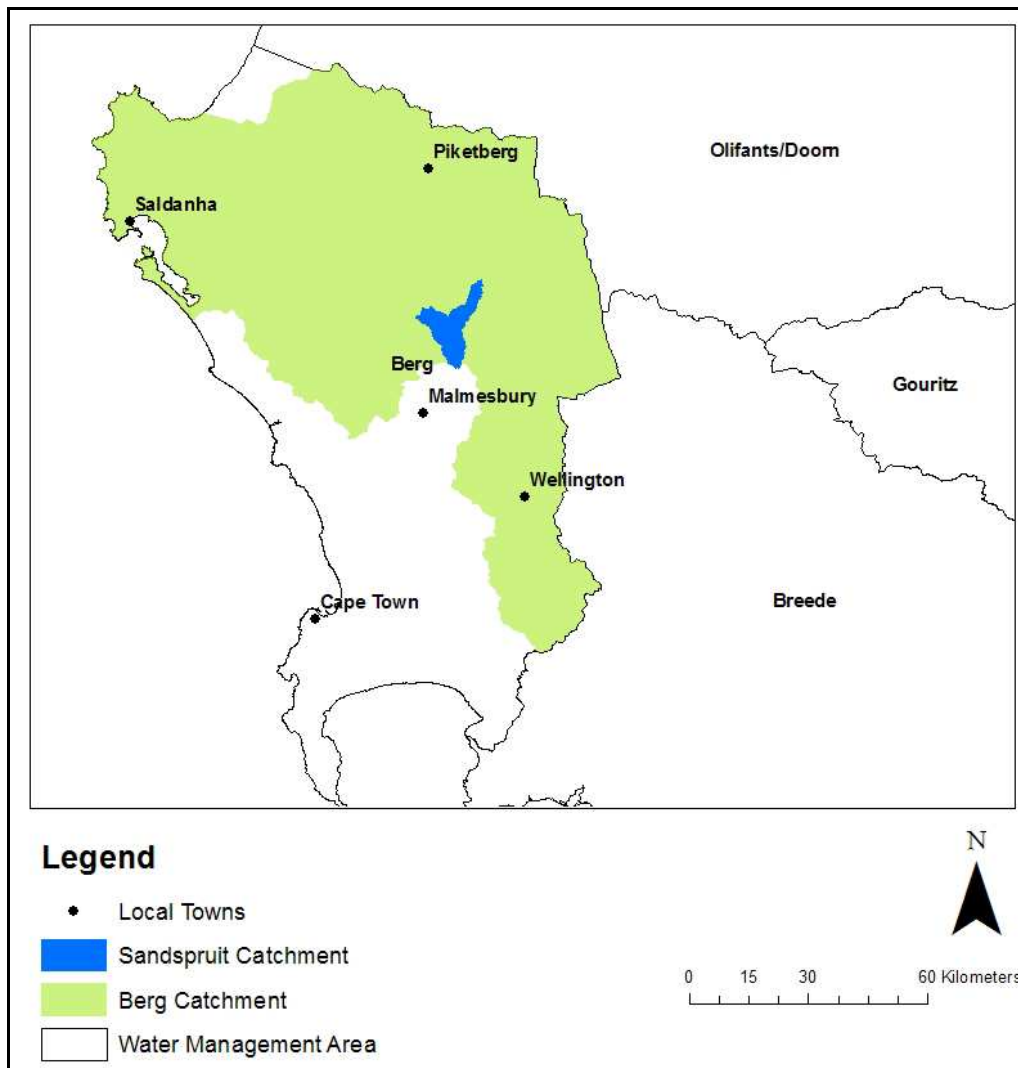 Piketberg
Olifants/Doorn
Saldanha
Berg
Malmesbury
Gouritz
Wellington
Cape Town
Breede
Legend
Local Towns
Sandspruit Catchment
Berg Catchment
Water Management Area
N
0 15 30 60 Kilometers